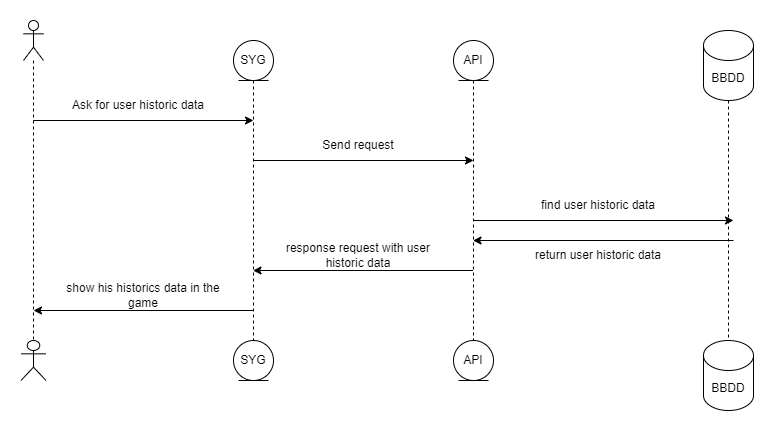 SYG
API
BBDD
Ask for user historic data
Send request
find user historic data
response request with user
historic data
return user historic data
show his historics data in the
game
SYG
API
BBDD